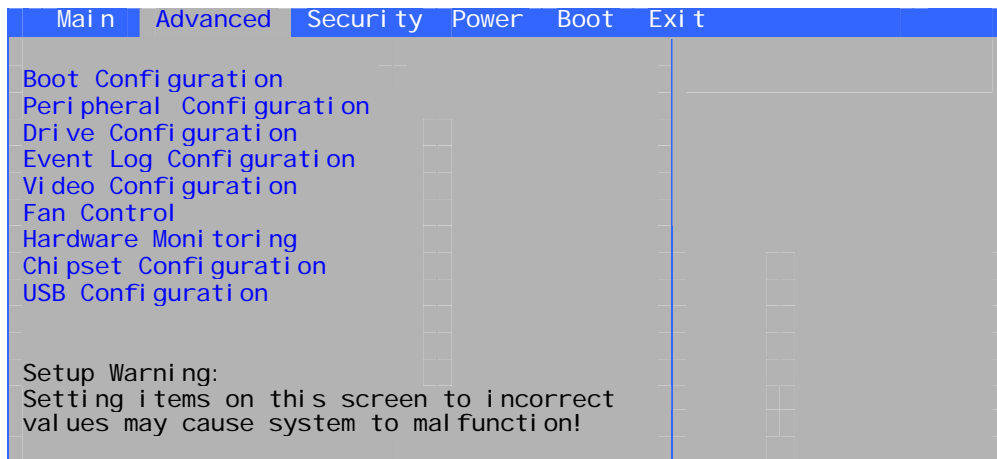 Main Advanced Security Power Boot Exit
Boot Configuration
Peripheral Configuration
Drive Configuration
Event Log Configuration
Video Configuration
Fan Control
Hardware Monitoring
Chipset Configuration
USB Configuration
Setup Warning:
Setting items on this screen to incorrect
values may cause system to malfunction!